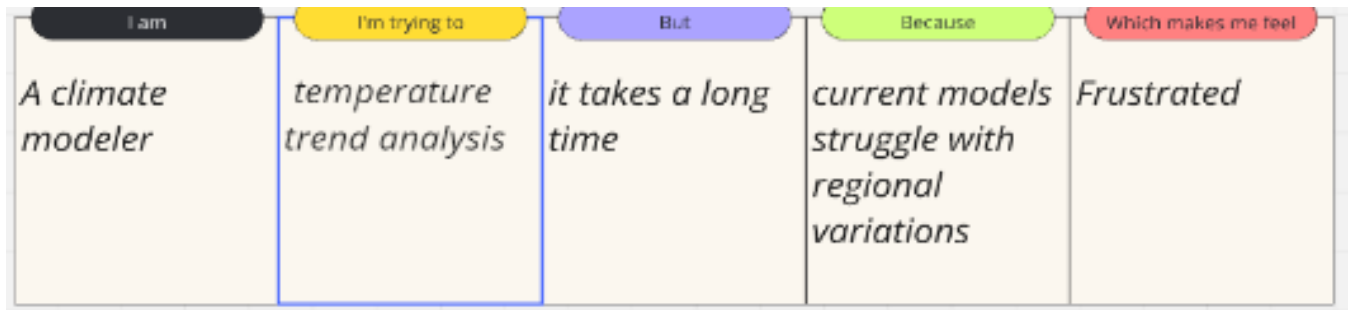 I am
I'm trying to
But
Because
Which makes me feel
A climate
modeler
temperature
trend analysis
it takes a long
time
current models
struggle with
regional
variations
Frustrated